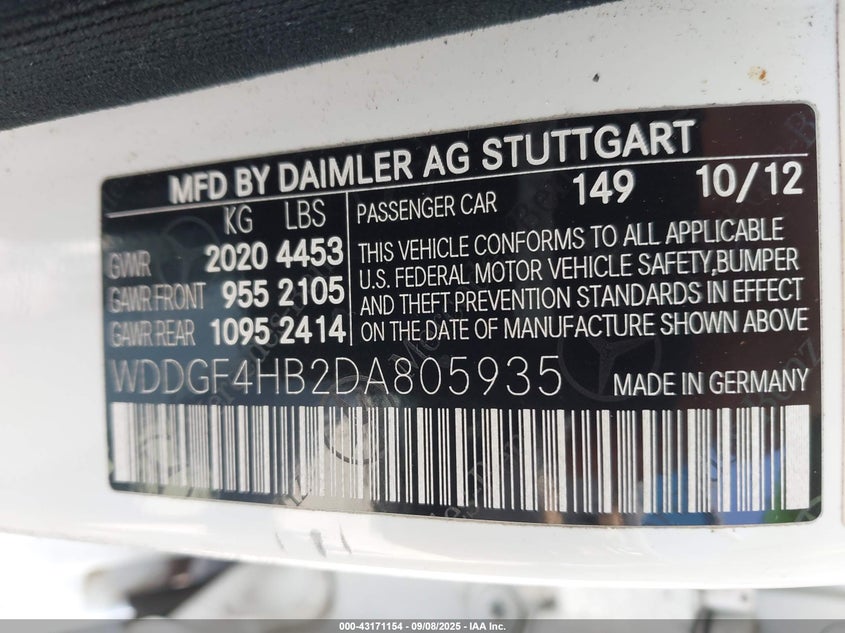 MFD BY DAIMLER AG STUTTGART
KG LBS
GVWR 2020 4453
GAWR FRONT 955 2105
GAWR REAR 1095 2414
PASSENGER CAR 149 10/12
THIS VEHICLE CONFORMS TO ALL APPLICABLE
U.S. FEDERAL MOTOR VEHICLE SAFETY,BUMPER
AND THEFT PREVENTION STANDARDS IN EFFECT
ON THE DATE OF MANUFACTURE SHOWN ABOVE
WDDGF4HB2DA805935 MADE IN GERMANY
000-43171154 - 09/08/2025 - IAA Inc.